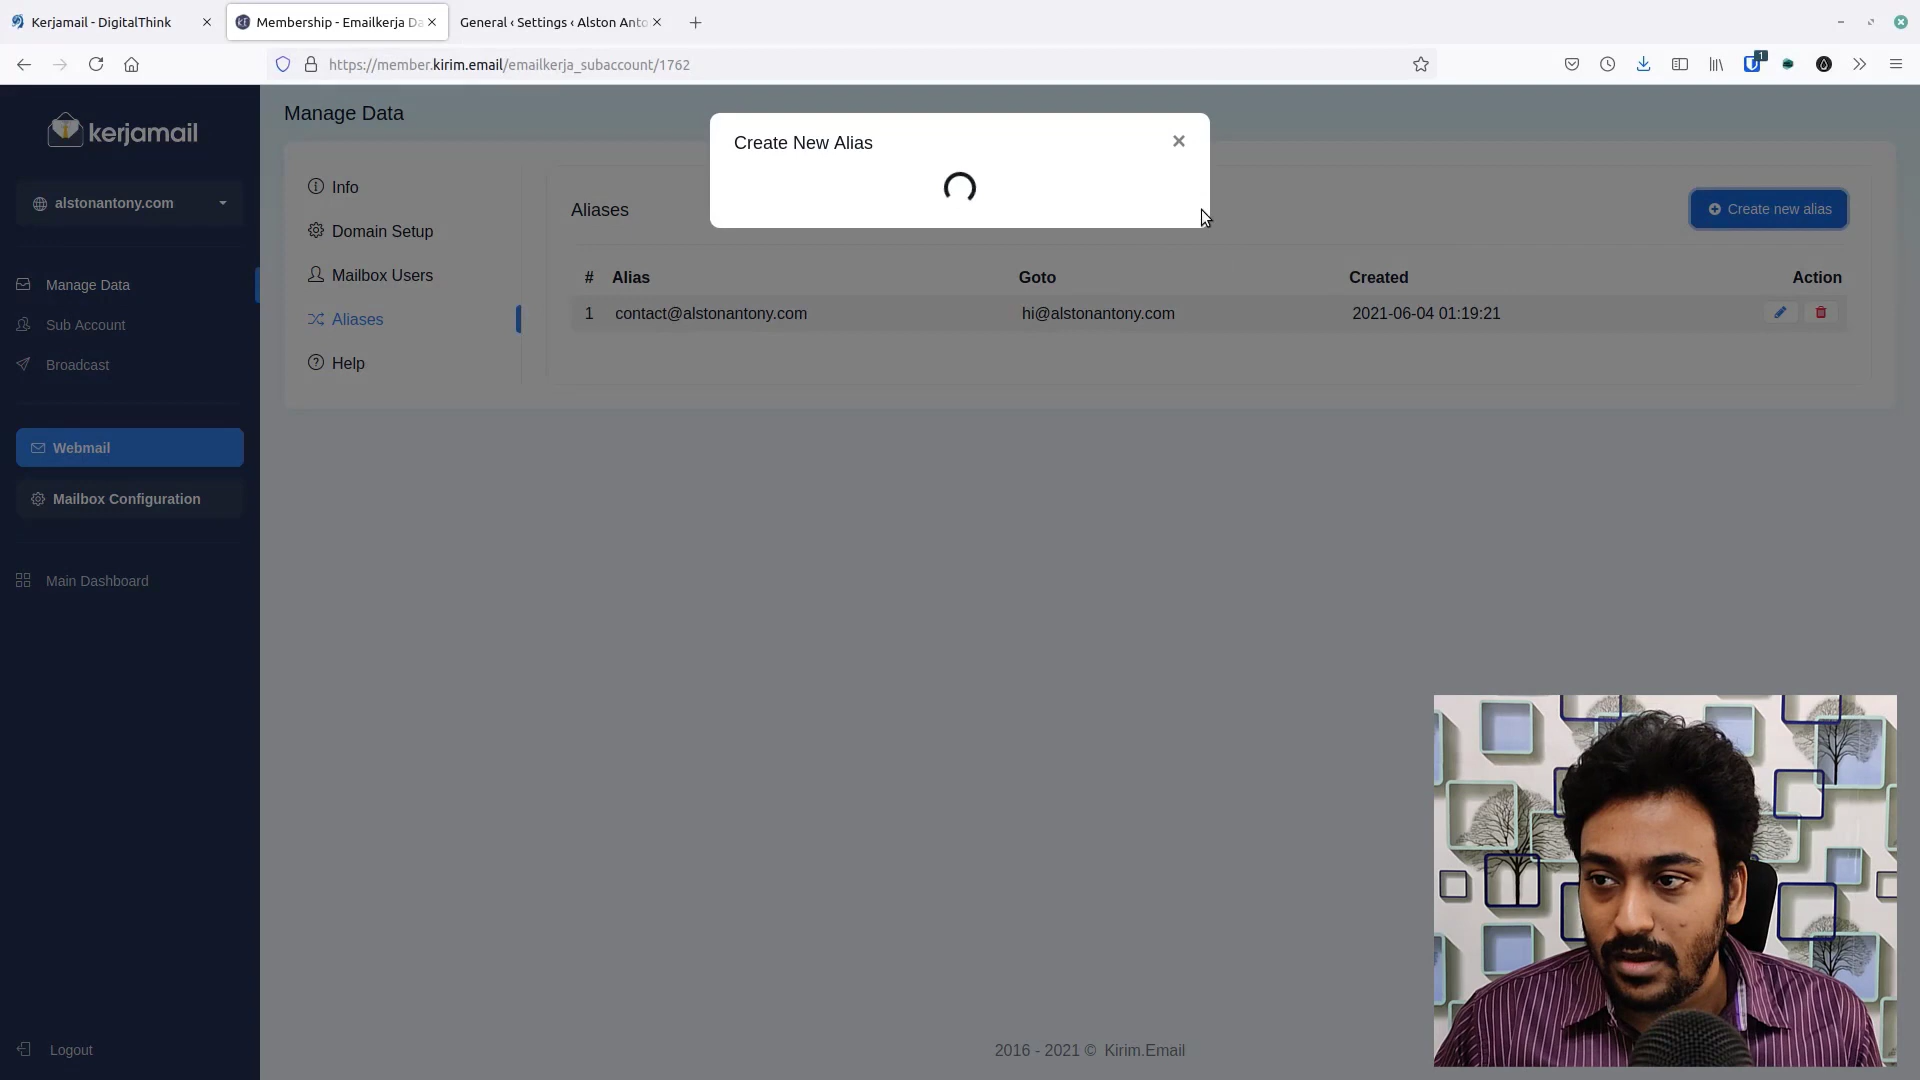 Kerjamail - DigitalThink
Membership - Emailkerja Da
General ‹ Settings ‹ Alston Anto
https://member.kirim.email/emailkerja_subaccount/1762
1
kerjamail
alstonantony.com
Manage Data
Sub Account
Broadcast
Webmail
Mailbox Configuration
Main Dashboard
Logout
Manage Data
Info
Domain Setup
Mailbox Users
Aliases
Help
Create New Alias
Aliases
Create new alias
# Alias Goto Created Action
1 contact@alstonantony.com hi@alstonantony.com 2021-06-04 01:19:21
2016 - 2021 © Kirim.Email